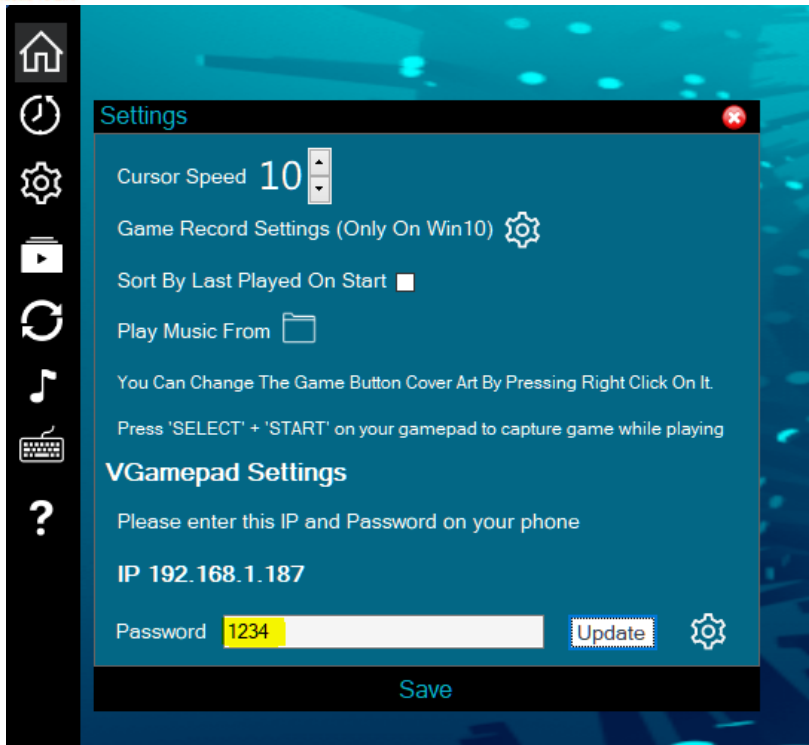 Settings
Cursor Speed 10
Game Record Settings (Only On Win10)
Sort By Last Played On Start
Play Music From
You Can Change The Game Button Cover Art By Pressing Right Click On It.
Press 'SELECT' + 'START' on your gamepad to capture game while playing
VGamepad Settings
Please enter this IP and Password on your phone
IP 192.168.1.187
Password 1234 Update
Save